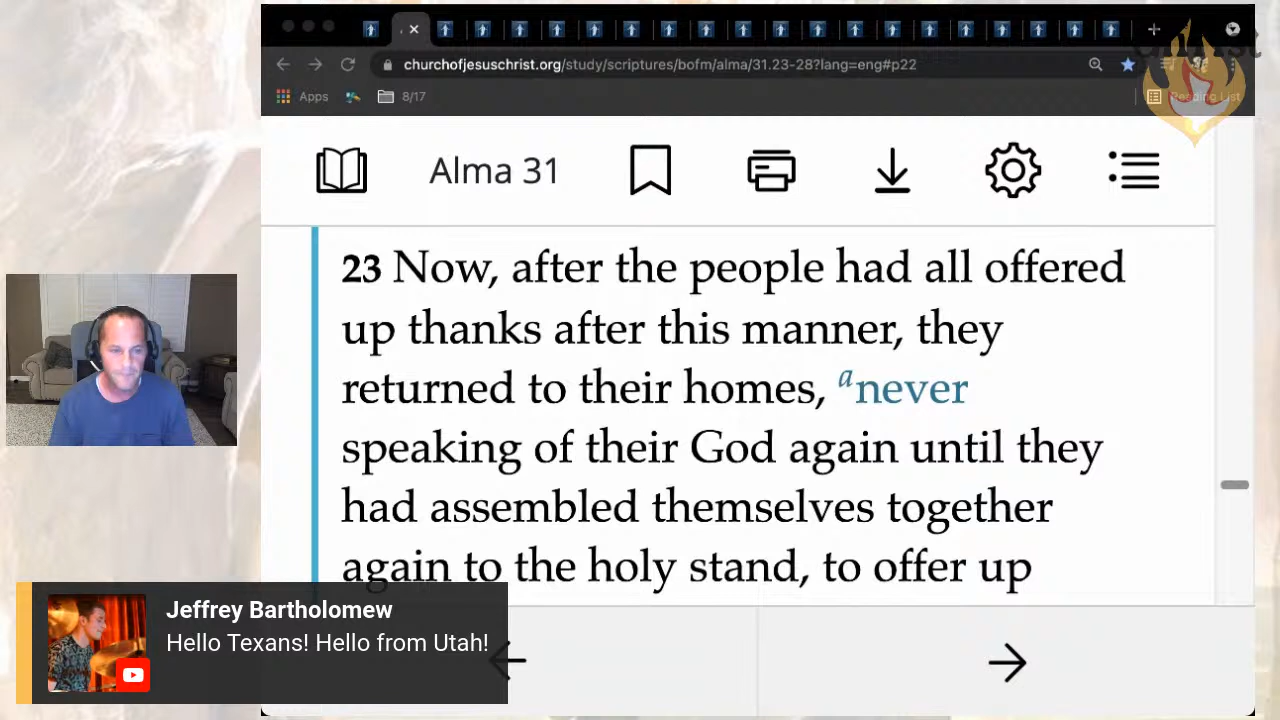 churchofjesuschrist.org/study/scriptures/bofm/alma/31.23-28?lang=eng#p22
Apps
8/17
Reading List
Alma 31
23 Now, after the people had all offered
up thanks after this manner, they
returned to their homes, a never
speaking of their God again until they
had assembled themselves together
again to the holy stand, to offer up
Jeffrey Bartholomew
Hello Texans! Hello from Utah!